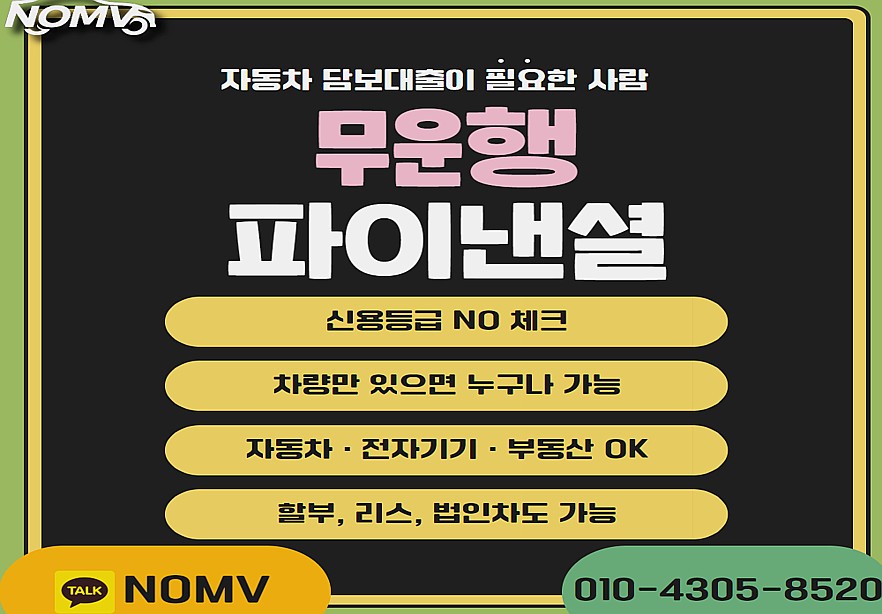 NOMV
자동차 담보대출이 필요한 사람
무운행
파이낸셜
신용등급 NO 체크
차량만 있으면 누구나 가능
자동차 · 전자기기 · 부동산 OK
할부, 리스, 법인차도 가능
TALK NOMV
010-4305-8520